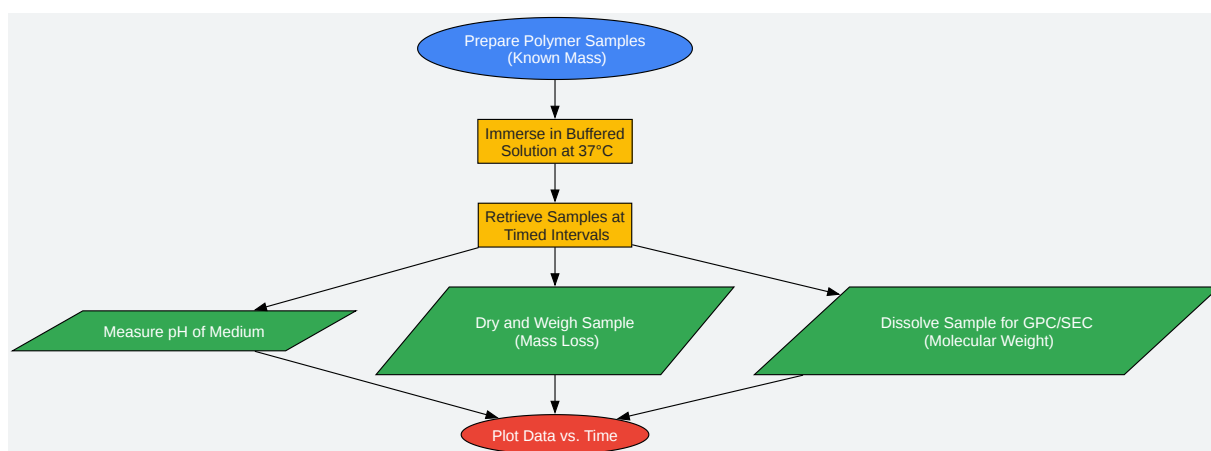 Prepare Polymer Samples
(Known Mass)
Immerse in Buffered
Solution at 37°C
Retrieve Samples at
Timed Intervals
Measure pH of Medium
Dry and Weigh Sample
(Mass Loss)
Dissolve Sample for GPC/SEC
(Molecular Weight)
Plot Data vs. Time